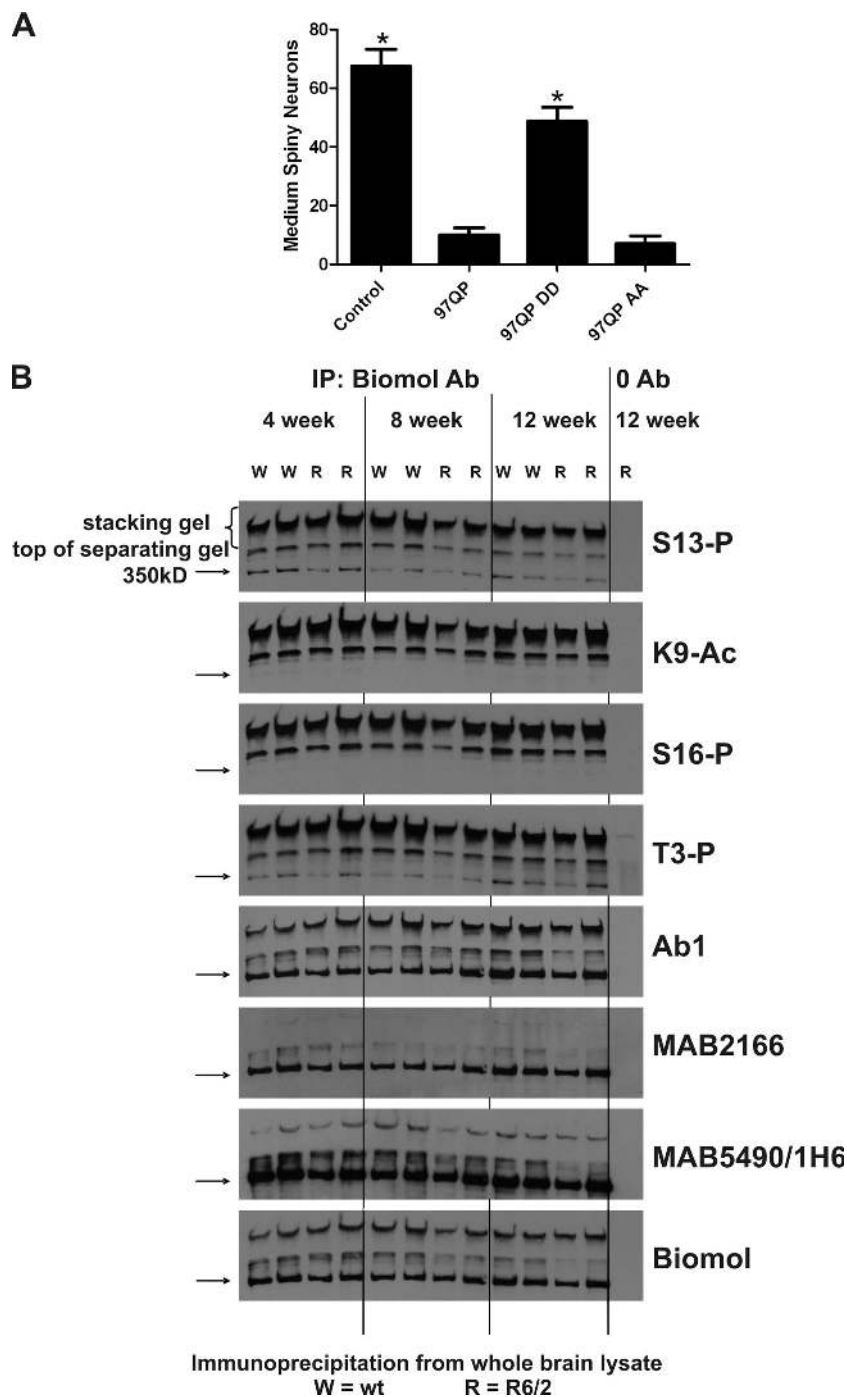 A
80
60
40
20
0
Medium Spiny Neurons
*
*
Control
97QP
97QP DD
97QP AA
B
IP: Biomol Ab 0 Ab
4 week 8 week 12 week 12 week
W W R R W W R R W W R R R
stacking gel
top of separating gel
350kD
S13-P
K9-Ac
S16-P
T3-P
Ab1
MAB2166
MAB5490/1H6
Biomol
Immunoprecipitation from whole brain lysate
W = wt R = R6/2